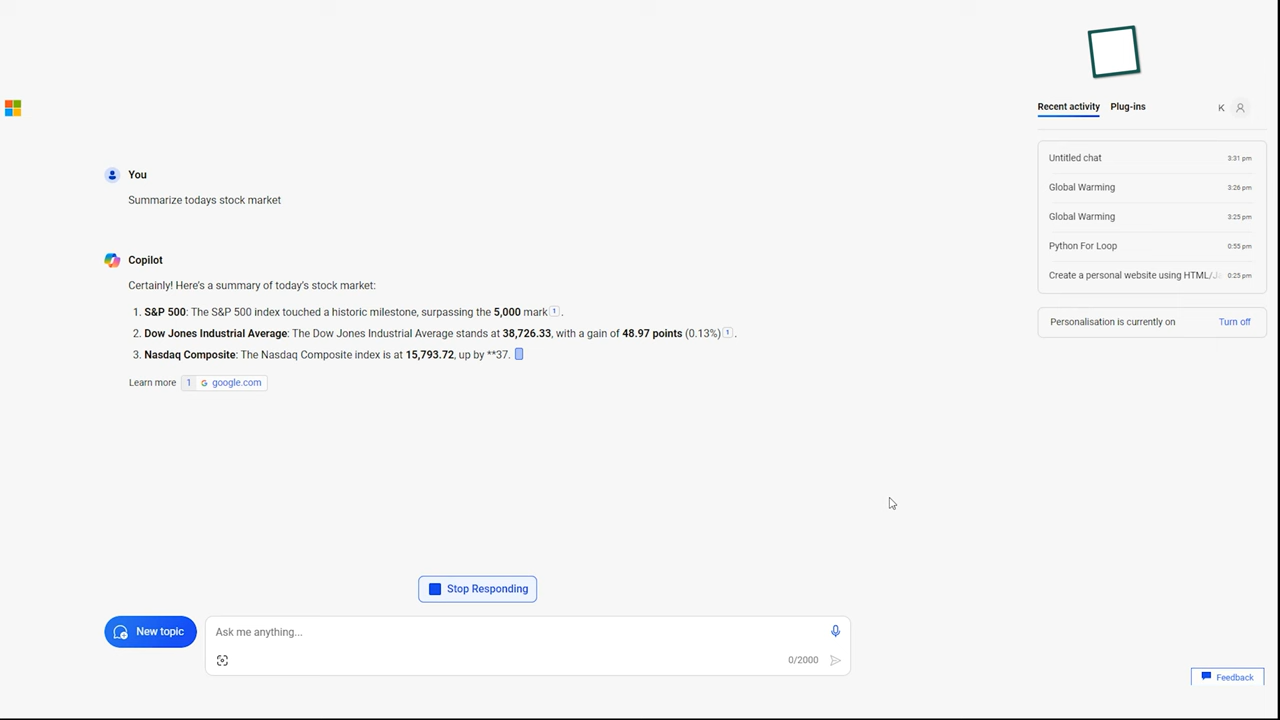 Recent activity Plug-ins K
You
Summarize todays stock market
Copilot
Certainly! Here's a summary of today's stock market:
1. S&P 500: The S&P 500 index touched a historic milestone, surpassing the 5,000 mark 1.
2. Dow Jones Industrial Average: The Dow Jones Industrial Average stands at 38,726.33, with a gain of 48.97 points (0.13%) 1.
3. Nasdaq Composite: The Nasdaq Composite index is at 15,793.72, up by **37.
Learn more 1 G google.com
Untitled chat 3:31 pm
Global Warming 3:26 pm
Global Warming 3:25 pm
Python For Loop 0:55 pm
Create a personal website using HTML/ 0:25 pm
Personalisation is currently on Turn off
Stop Responding
New topic
Ask me anything...
0/2000
Feedback